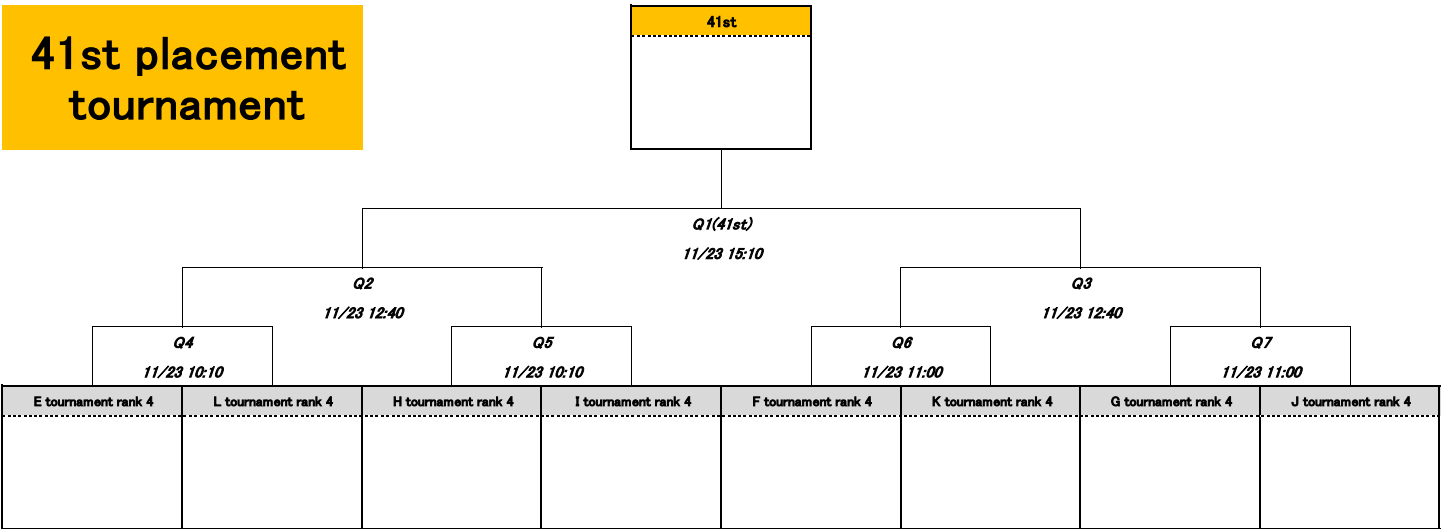 41st placement
tournament
41st
Q1(41st)
11/23 15:10
Q2
11/23 12:40
Q3
11/23 12:40
Q4
11/23 10:10
Q5
11/23 10:10
Q6
11/23 11:00
Q7
11/23 11:00
E tournament rank 4
L tournament rank 4
H tournament rank 4
I tournament rank 4
F tournament rank 4
K tournament rank 4
G tournament rank 4
J tournament rank 4